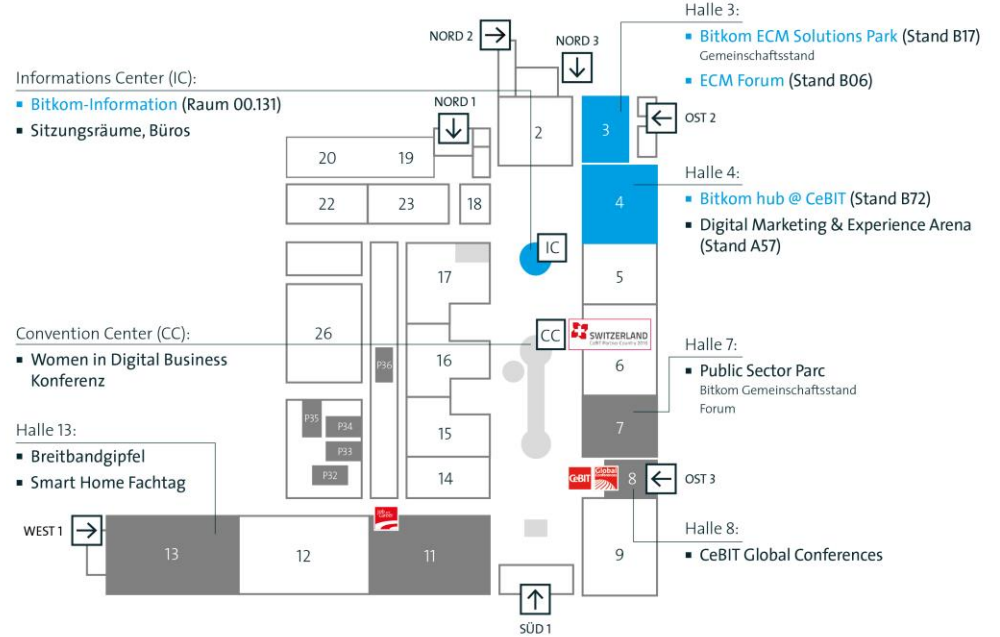 Halle 3:
Bitkom ECM Solutions Park (Stand B17)
Gemeinschaftsstand
ECM Forum (Stand B06)
NORD 2
NORD 3
Informations Center (IC):
Bitkom-Information (Raum 00.131)
Sitzungsräume, Büros
NORD 1
OST 2
2
3
20
19
22
23
18
Halle 4:
Bitkom hub @ CeBIT (Stand B72)
Digital Marketing & Experience Arena
(Stand A57)
4
IC
17
5
Convention Center (CC):
Women in Digital Business
Konferenz
26
CC
SWITZERLAND
CeBIT Partner Country 2016
P36
16
6
Halle 7:
Public Sector Parc
Bitkom Gemeinschaftsstand
Forum
P35
P34
P33
P32
15
7
Halle 13:
Breitbandgipfel
Smart Home Fachtag
14
CeBIT
Global
Conferences
8
OST 3
WEST 1
13
12
11
9
Halle 8:
CeBIT Global Conferences
SÜD 1